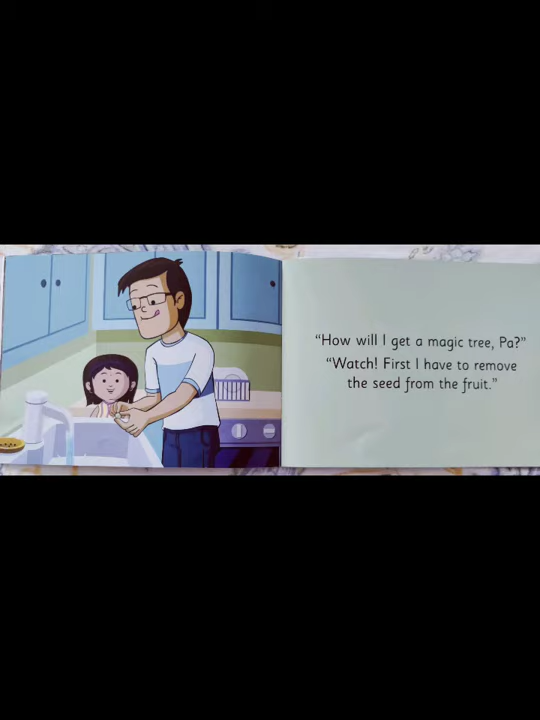 “How will I get a magic tree, Pa?”
“Watch! First I have to remove
the seed from the fruit.”